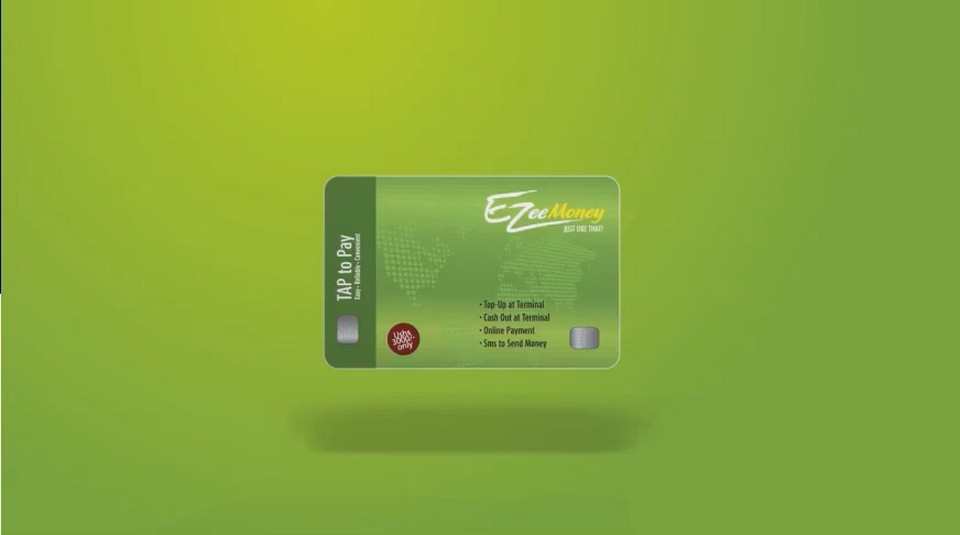 EZeeMoney
JUST LIKE THAT!
TAP to Pay
Easy • Reliable • Convenient
Ushs
3000/-
only
• Top-Up at Terminal
• Cash Out at Terminal
• Online Payment
• Sms to Send Money